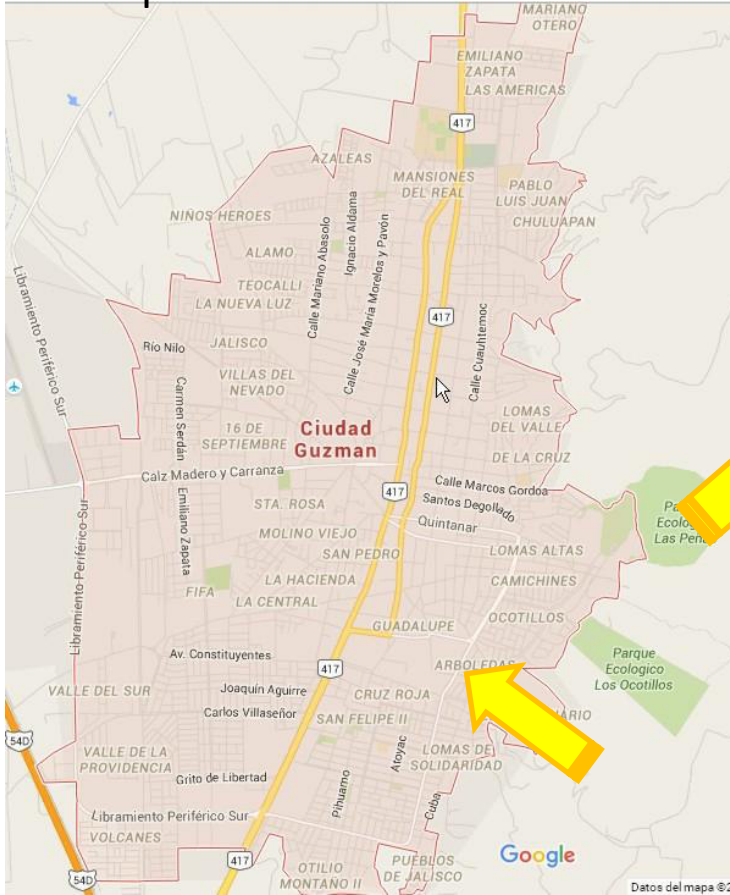 MARIANO
OTERO
EMILIANO
ZAPATA
LAS AMERICAS
417
AZALEAS
MANSIONES
DEL REAL
PABLO
LUIS JUAN
CHULUAPAN
NIÑOS HEROES
Calle Mariano Abasolo
Ignacio Aldama
Calle José María Morelos y Pavón
ALAMO
TEOCALLI
LA NUEVA LUZ
Libramiento Periférico Sur
417
Calle Cuauhtemoc
Río Nilo
JALISCO
VILLAS DEL
NEVADO
Carmen Serdán
16 DE
SEPTIEMBRE
Ciudad
Guzman
LOMAS
DEL VALLE
DE LA CRUZ
Calz Madero y Carranza
Emiliano Zapata
417
Calle Marcos Gordoa
Santos Degollado
Quintanar
STA. ROSA
MOLINO VIEJO
SAN PEDRO
LOMAS ALTAS
Las
Libramiento Periférico Sur
LA HACIENDA
CAMICHINES
FIFA
LA CENTRAL
OCOTILLOS
GUADALUPE
Av. Constituyentes
417
ARBOLEDAS
Parque
Ecologico
Los Ocotillos
VALLE DEL SUR
Joaquín Aguirre
CRUZ ROJA
Carlos Villaseñor
SAN FELIPE II
54D
VALLE DE LA
PROVIDENCIA
Atoyac
LOMAS DE
SOLIDARIDAD
Grito de Libertad
Pihuamo
Cuba
Libramiento Periférico Sur
VOLCANES
417
PUEBLOS
DE JALISCO
OTILIO
MONTAÑO II
54D
Google
Datos del mapa ©2